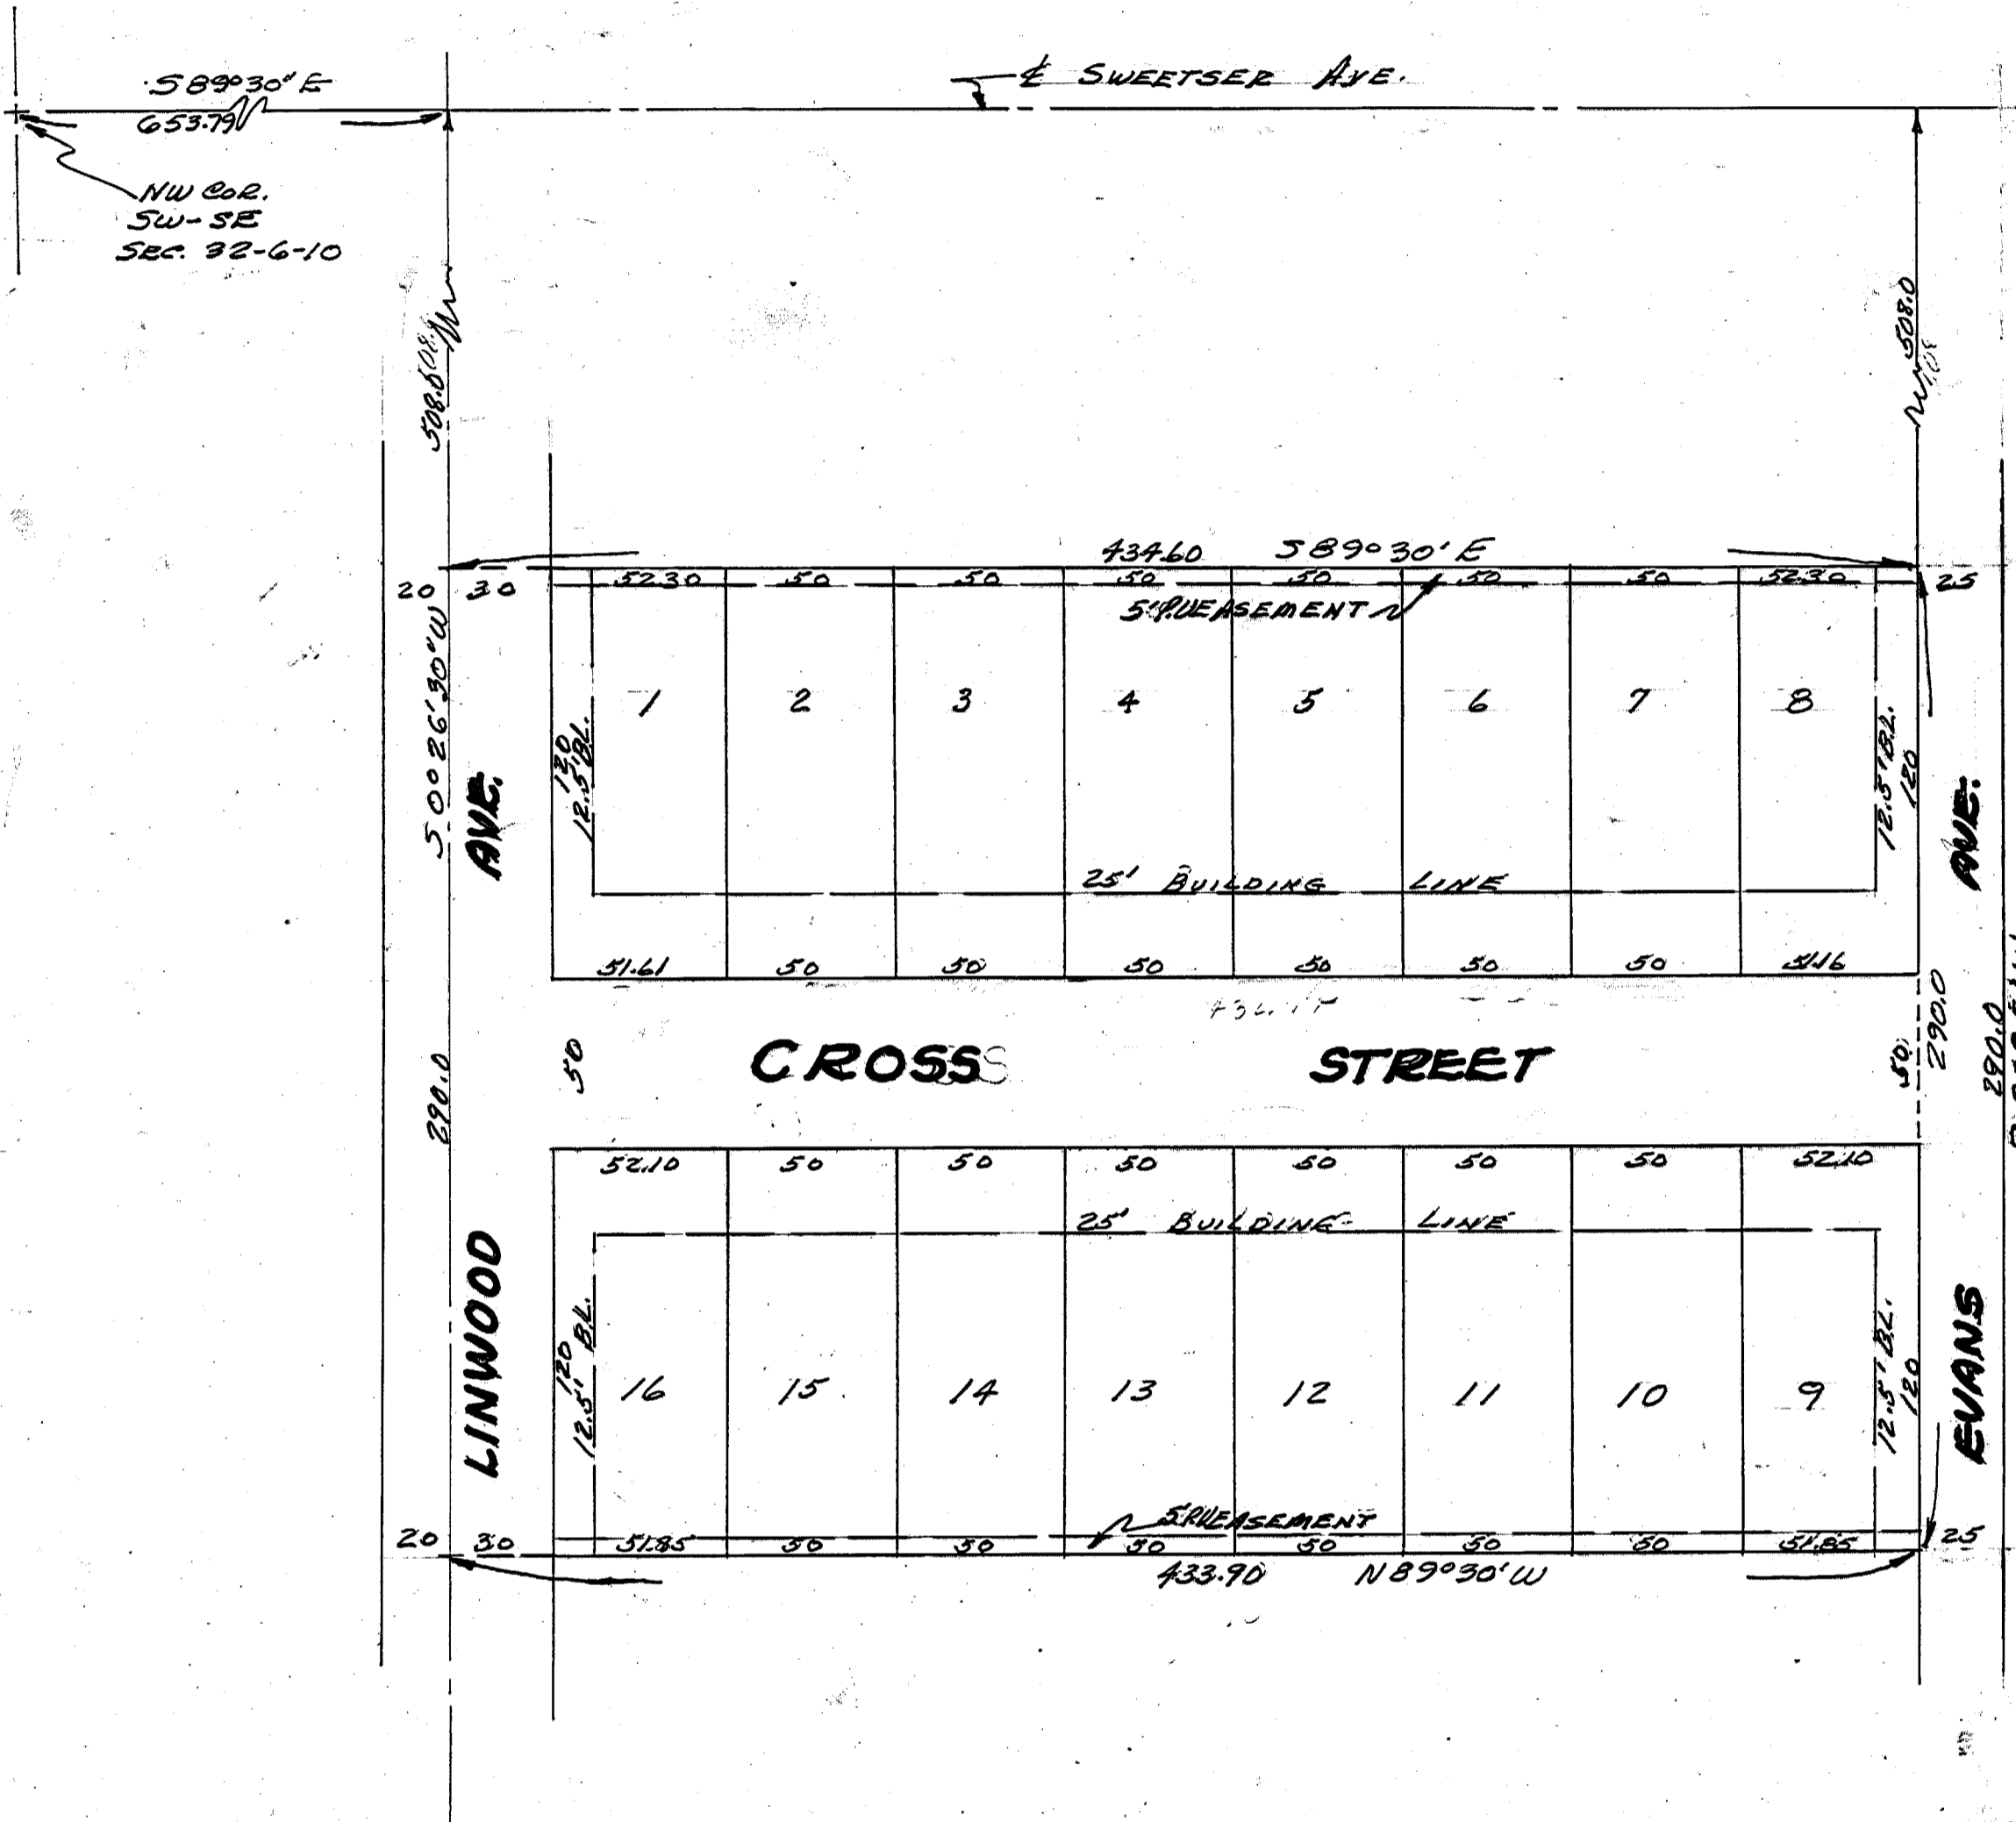 S 89°30" E
653.79
℄ SWEETSER AVE.
NW COR.
SW-SE
SEC. 32-6-10
508.0
508.0
434.60 S 89°30' E
20 30 52.30 50 50 50 50 50 50 52.30 25
5' P.U. EASEMENT
S 0°26'30" W
1 2 3 4 5 6 7 8
120
12.5' B.L.
12.5' B.L.
120
AVE.
AVE.
25' BUILDING LINE
51.61 50 50 50 50 50 50 51.16
290.0
50
CROSS STREET
50
290.0
290.0
52.10 50 50 50 50 50 50 52.10
25' BUILDING LINE
LINWOOD
EVANS
120
12.5' B.L.
12.5' B.L.
120
16 15 14 13 12 11 10 9
5' P.U. EASEMENT
20 30 51.85 50 50 50 50 50 50 51.85 25
433.90 N 89°30' W